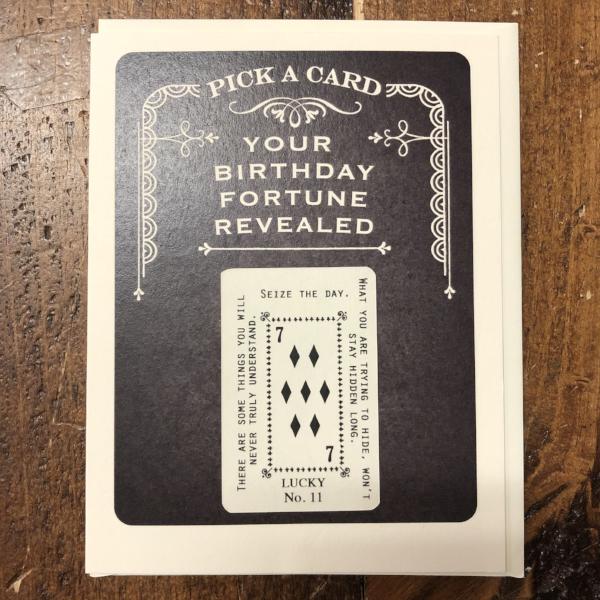 PICK A CARD
YOUR
BIRTHDAY
FORTUNE
REVEALED
SEIZE THE DAY.
WHAT YOU ARE TRYING TO HIDE, WON'T
STAY HIDDEN LONG.
THERE ARE SOME THINGS YOU WILL
NEVER TRULY UNDERSTAND.
7
7
LUCKY
No. 11